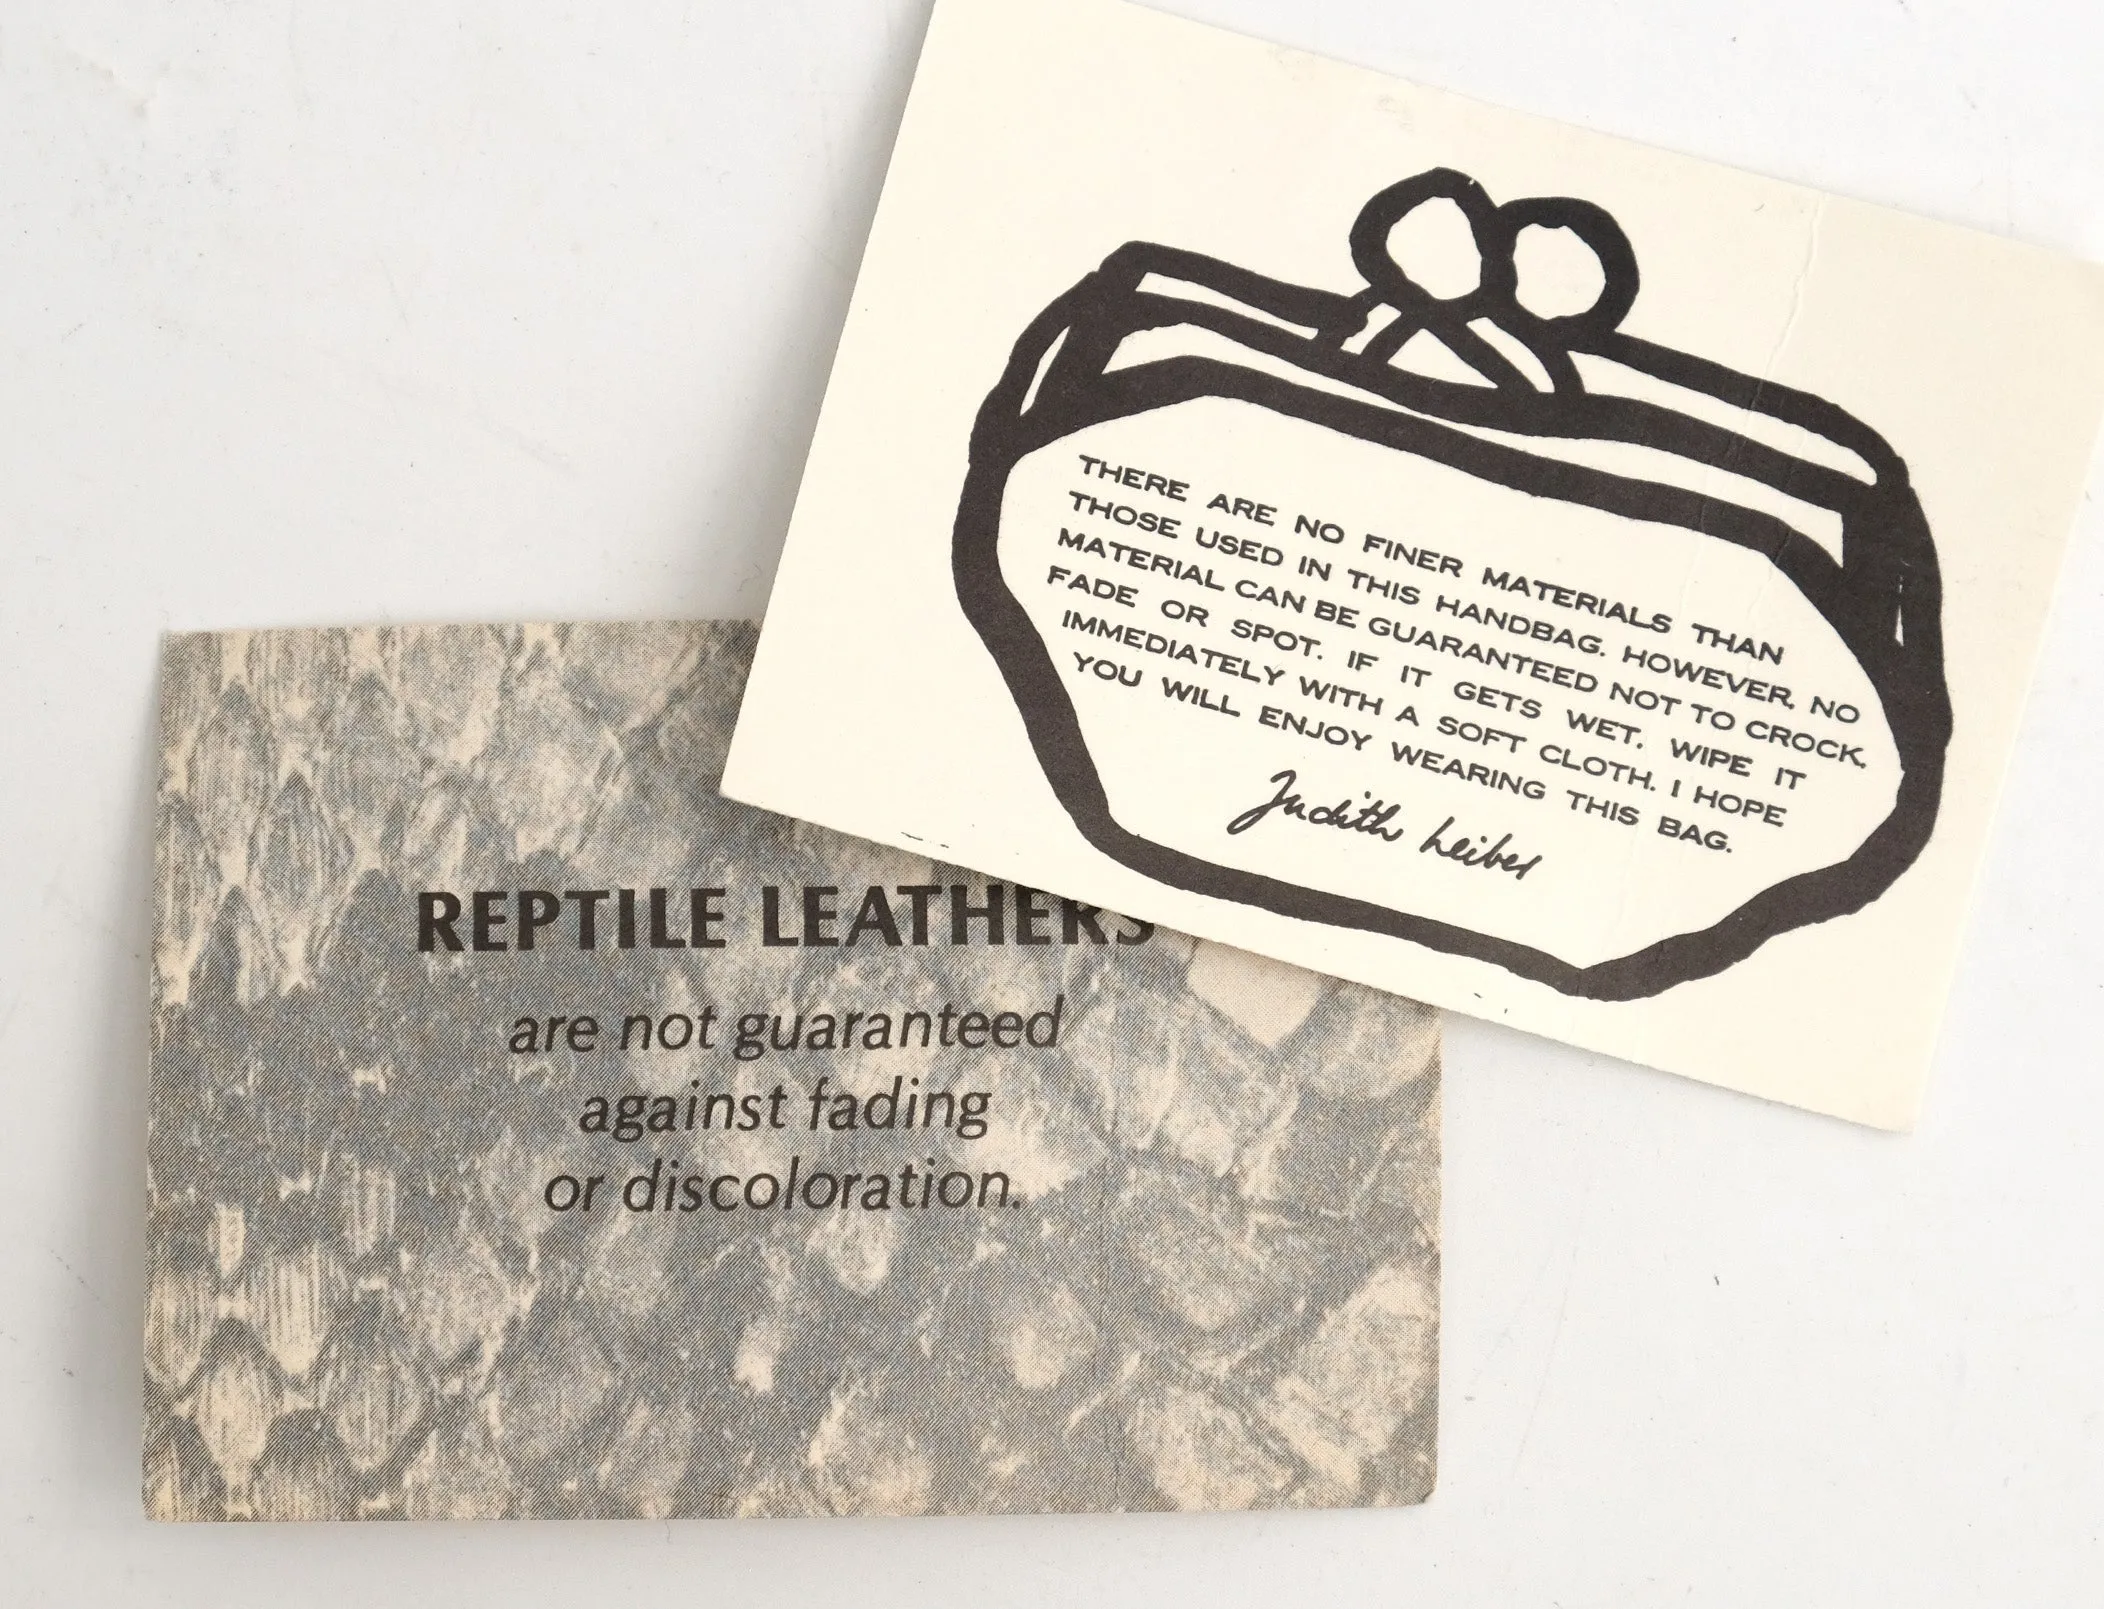 THERE ARE NO FINER MATERIALS THAN
THOSE USED IN THIS HANDBAG. HOWEVER, NO
MATERIAL CAN BE GUARANTEED NOT TO CROCK,
FADE OR SPOT. IF IT GETS WET, WIPE IT
IMMEDIATELY WITH A SOFT CLOTH. I HOPE
YOU WILL ENJOY WEARING THIS BAG.
Judith Leiber
REPTILE LEATHERS
are not guaranteed
against fading
or discoloration.